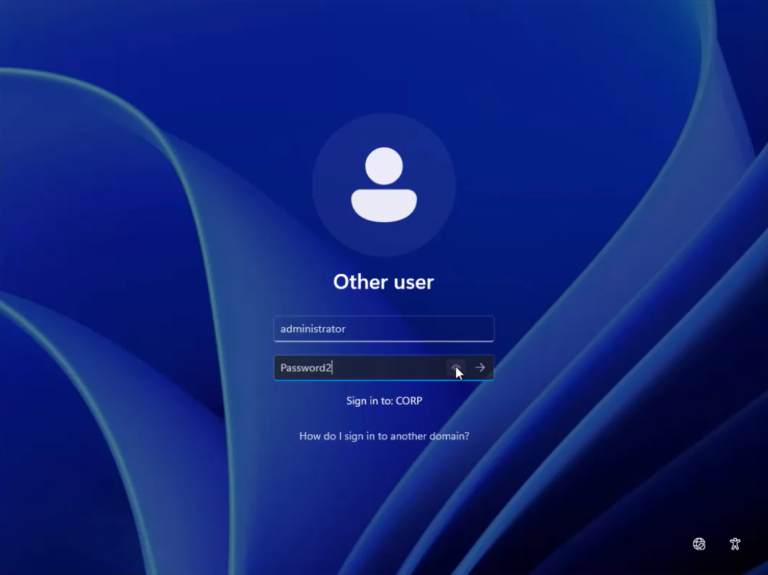 Other user
administrator
Password2
Sign in to: CORP
How do I sign in to another domain?